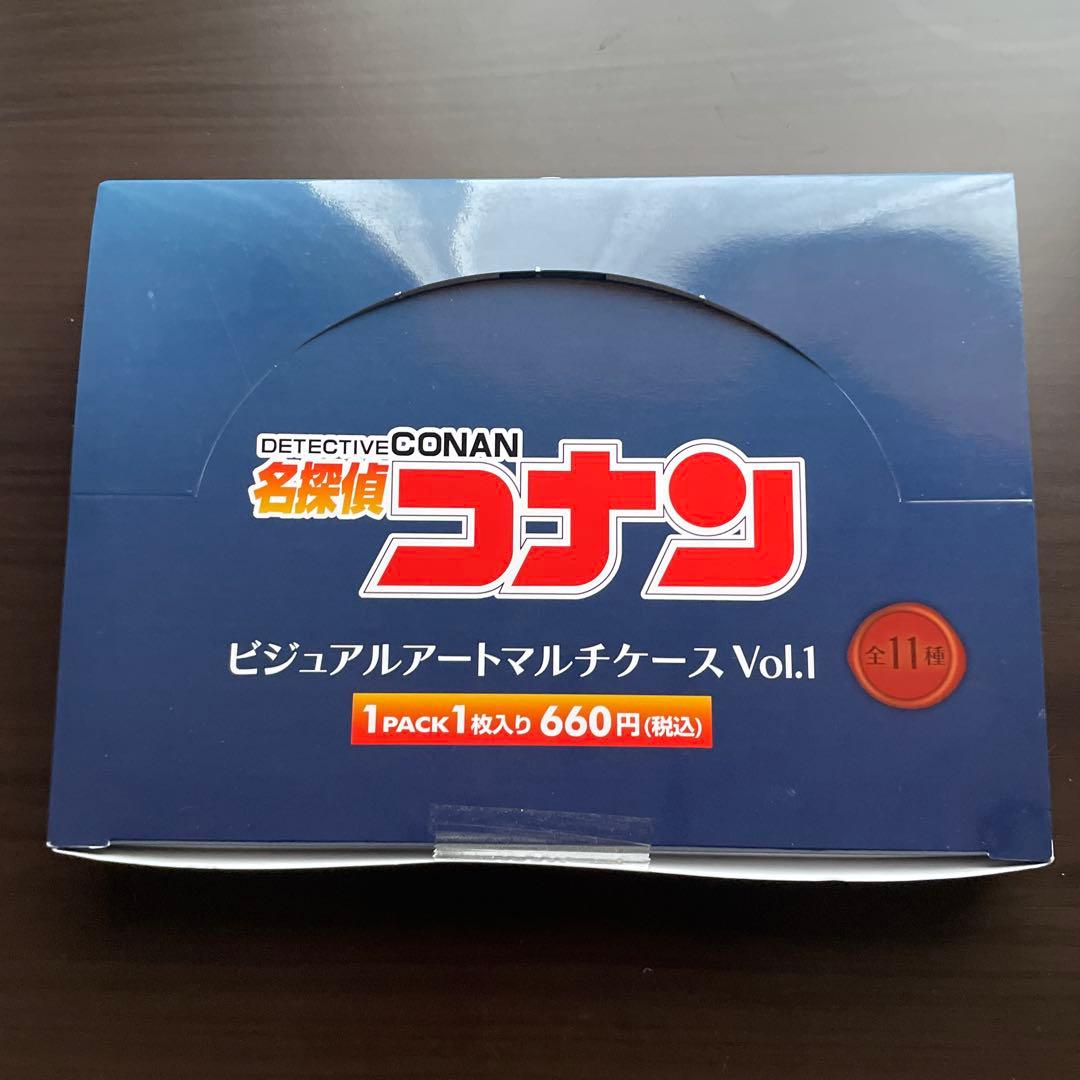 DETECTIVE CONAN
名探偵コナン
ビジュアルアートマルチケース Vol.1
全11種
1PACK1枚入り 660円(税込)